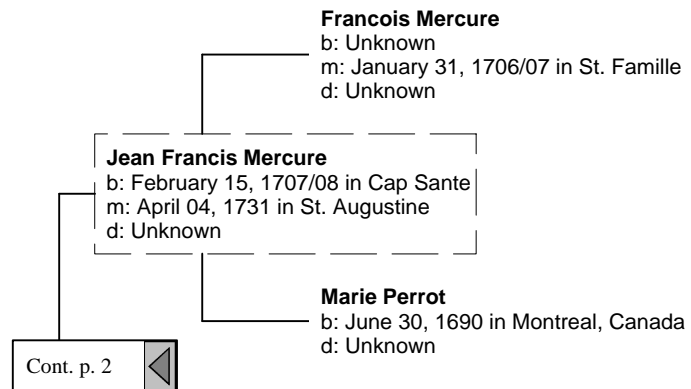 Francois Mercure
b: Unknown
m: January 31, 1706/07 in St. Famille
d: Unknown
Jean Francis Mercure
b: February 15, 1707/08 in Cap Sante
m: April 04, 1731 in St. Augustine
d: Unknown
Marie Perrot
b: June 30, 1690 in Montreal, Canada
d: Unknown
Cont. p. 2